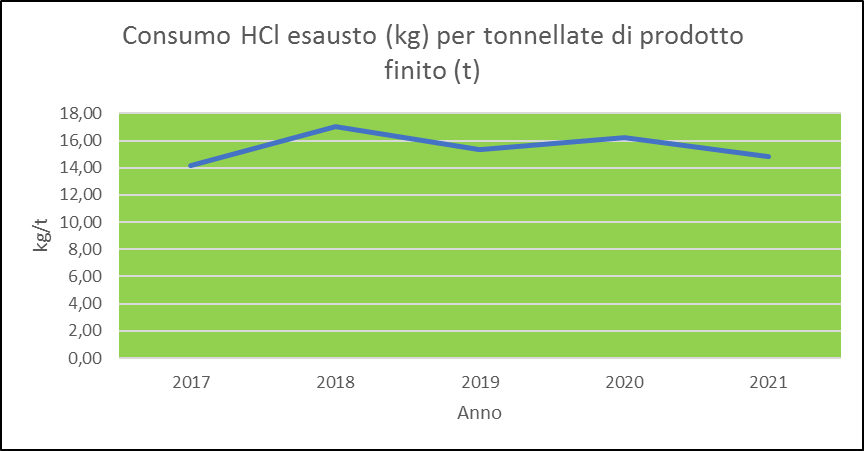 Consumo HCl esausto (kg) per tonnellate di prodotto
finito (t)
18,00
16,00
14,00
12,00
10,00
8,00
6,00
4,00
2,00
0,00
kg/t
2017 2018 2019 2020 2021
Anno